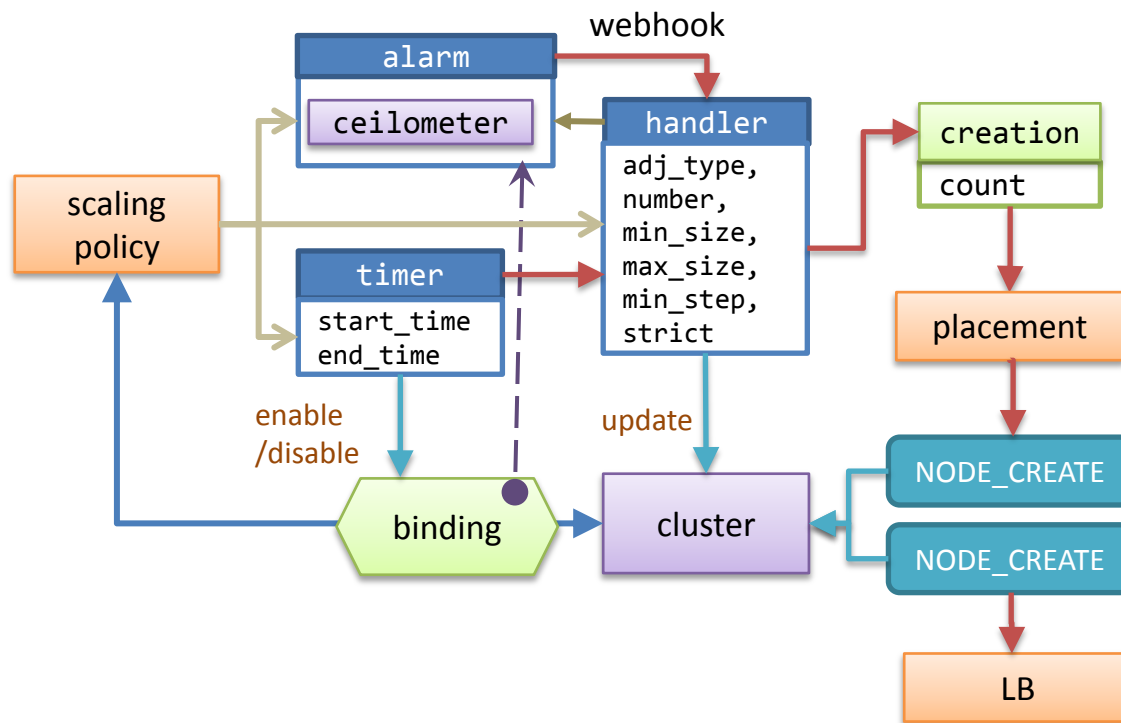 webhook
alarm
ceilometer
handler
adj_type,
number,
min_size,
max_size,
min_step,
strict
creation
count
scaling
policy
timer
start_time
end_time
placement
enable
/disable
update
NODE_CREATE
binding
cluster
NODE_CREATE
LB